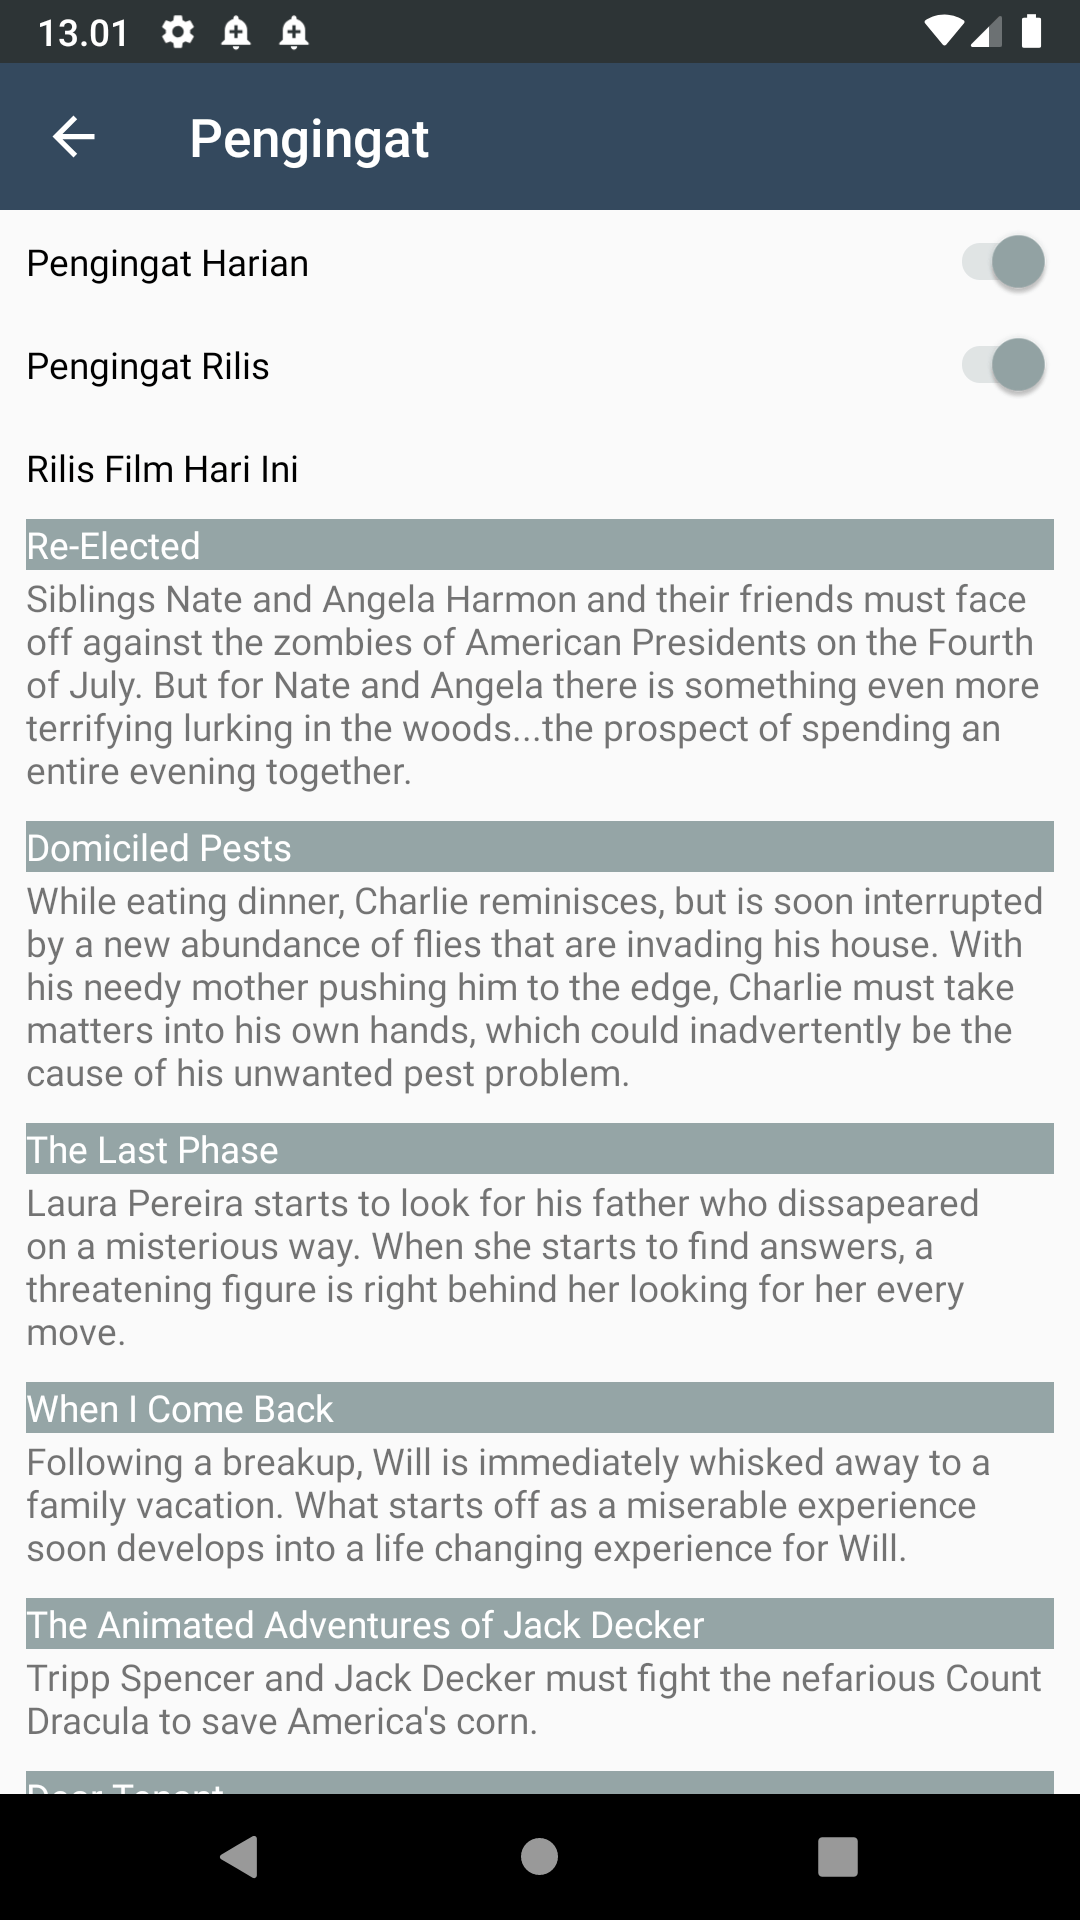 13.01
Pengingat
Pengingat Harian
Pengingat Rilis
Rilis Film Hari Ini
Re-Elected
Siblings Nate and Angela Harmon and their friends must face
off against the zombies of American Presidents on the Fourth
of July. But for Nate and Angela there is something even more
terrifying lurking in the woods...the prospect of spending an
entire evening together.
Domiciled Pests
While eating dinner, Charlie reminisces, but is soon interrupted
by a new abundance of flies that are invading his house. With
his needy mother pushing him to the edge, Charlie must take
matters into his own hands, which could inadvertently be the
cause of his unwanted pest problem.
The Last Phase
Laura Pereira starts to look for his father who dissapeared
on a misterious way. When she starts to find answers, a
threatening figure is right behind her looking for her every
move.
When I Come Back
Following a breakup, Will is immediately whisked away to a
family vacation. What starts off as a miserable experience
soon develops into a life changing experience for Will.
The Animated Adventures of Jack Decker
Tripp Spencer and Jack Decker must fight the nefarious Count
Dracula to save America's corn.
Dear Tenant